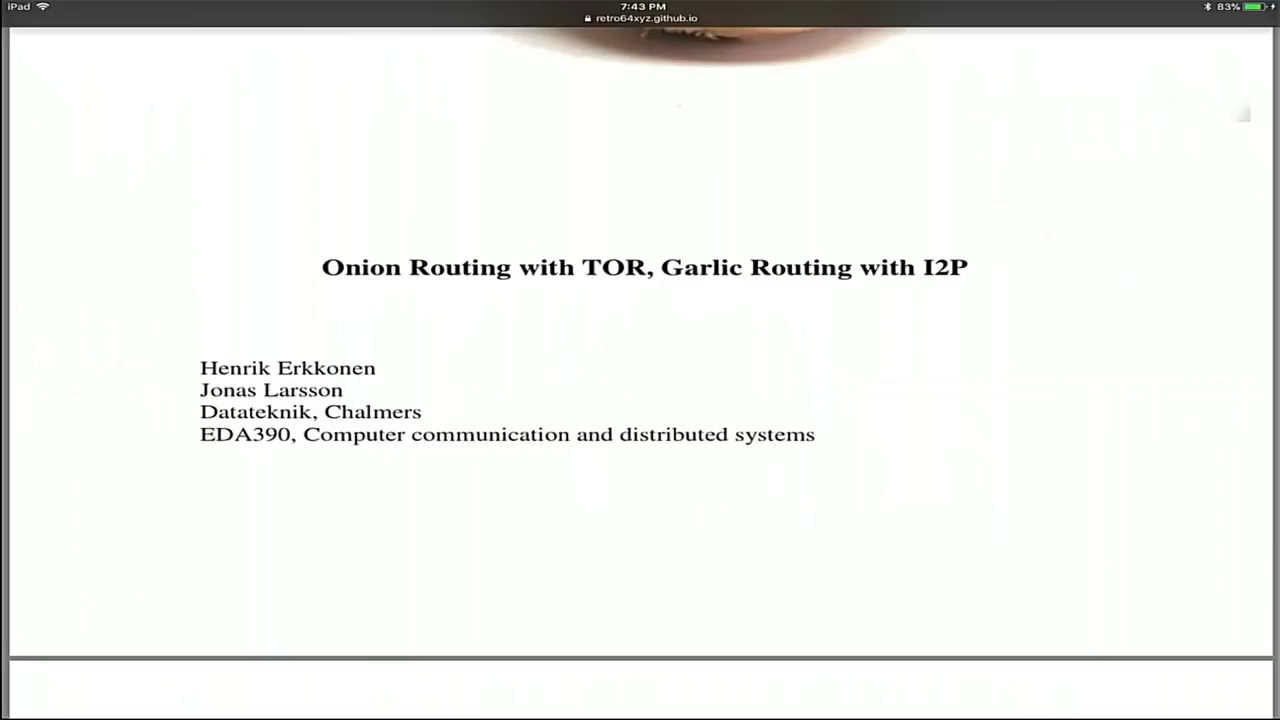 iPad
7:43 PM
83%
retro64xyz.github.io
Onion Routing with TOR, Garlic Routing with I2P
Henrik Erkkonen
Jonas Larsson
Datateknik, Chalmers
EDA390, Computer communication and distributed systems